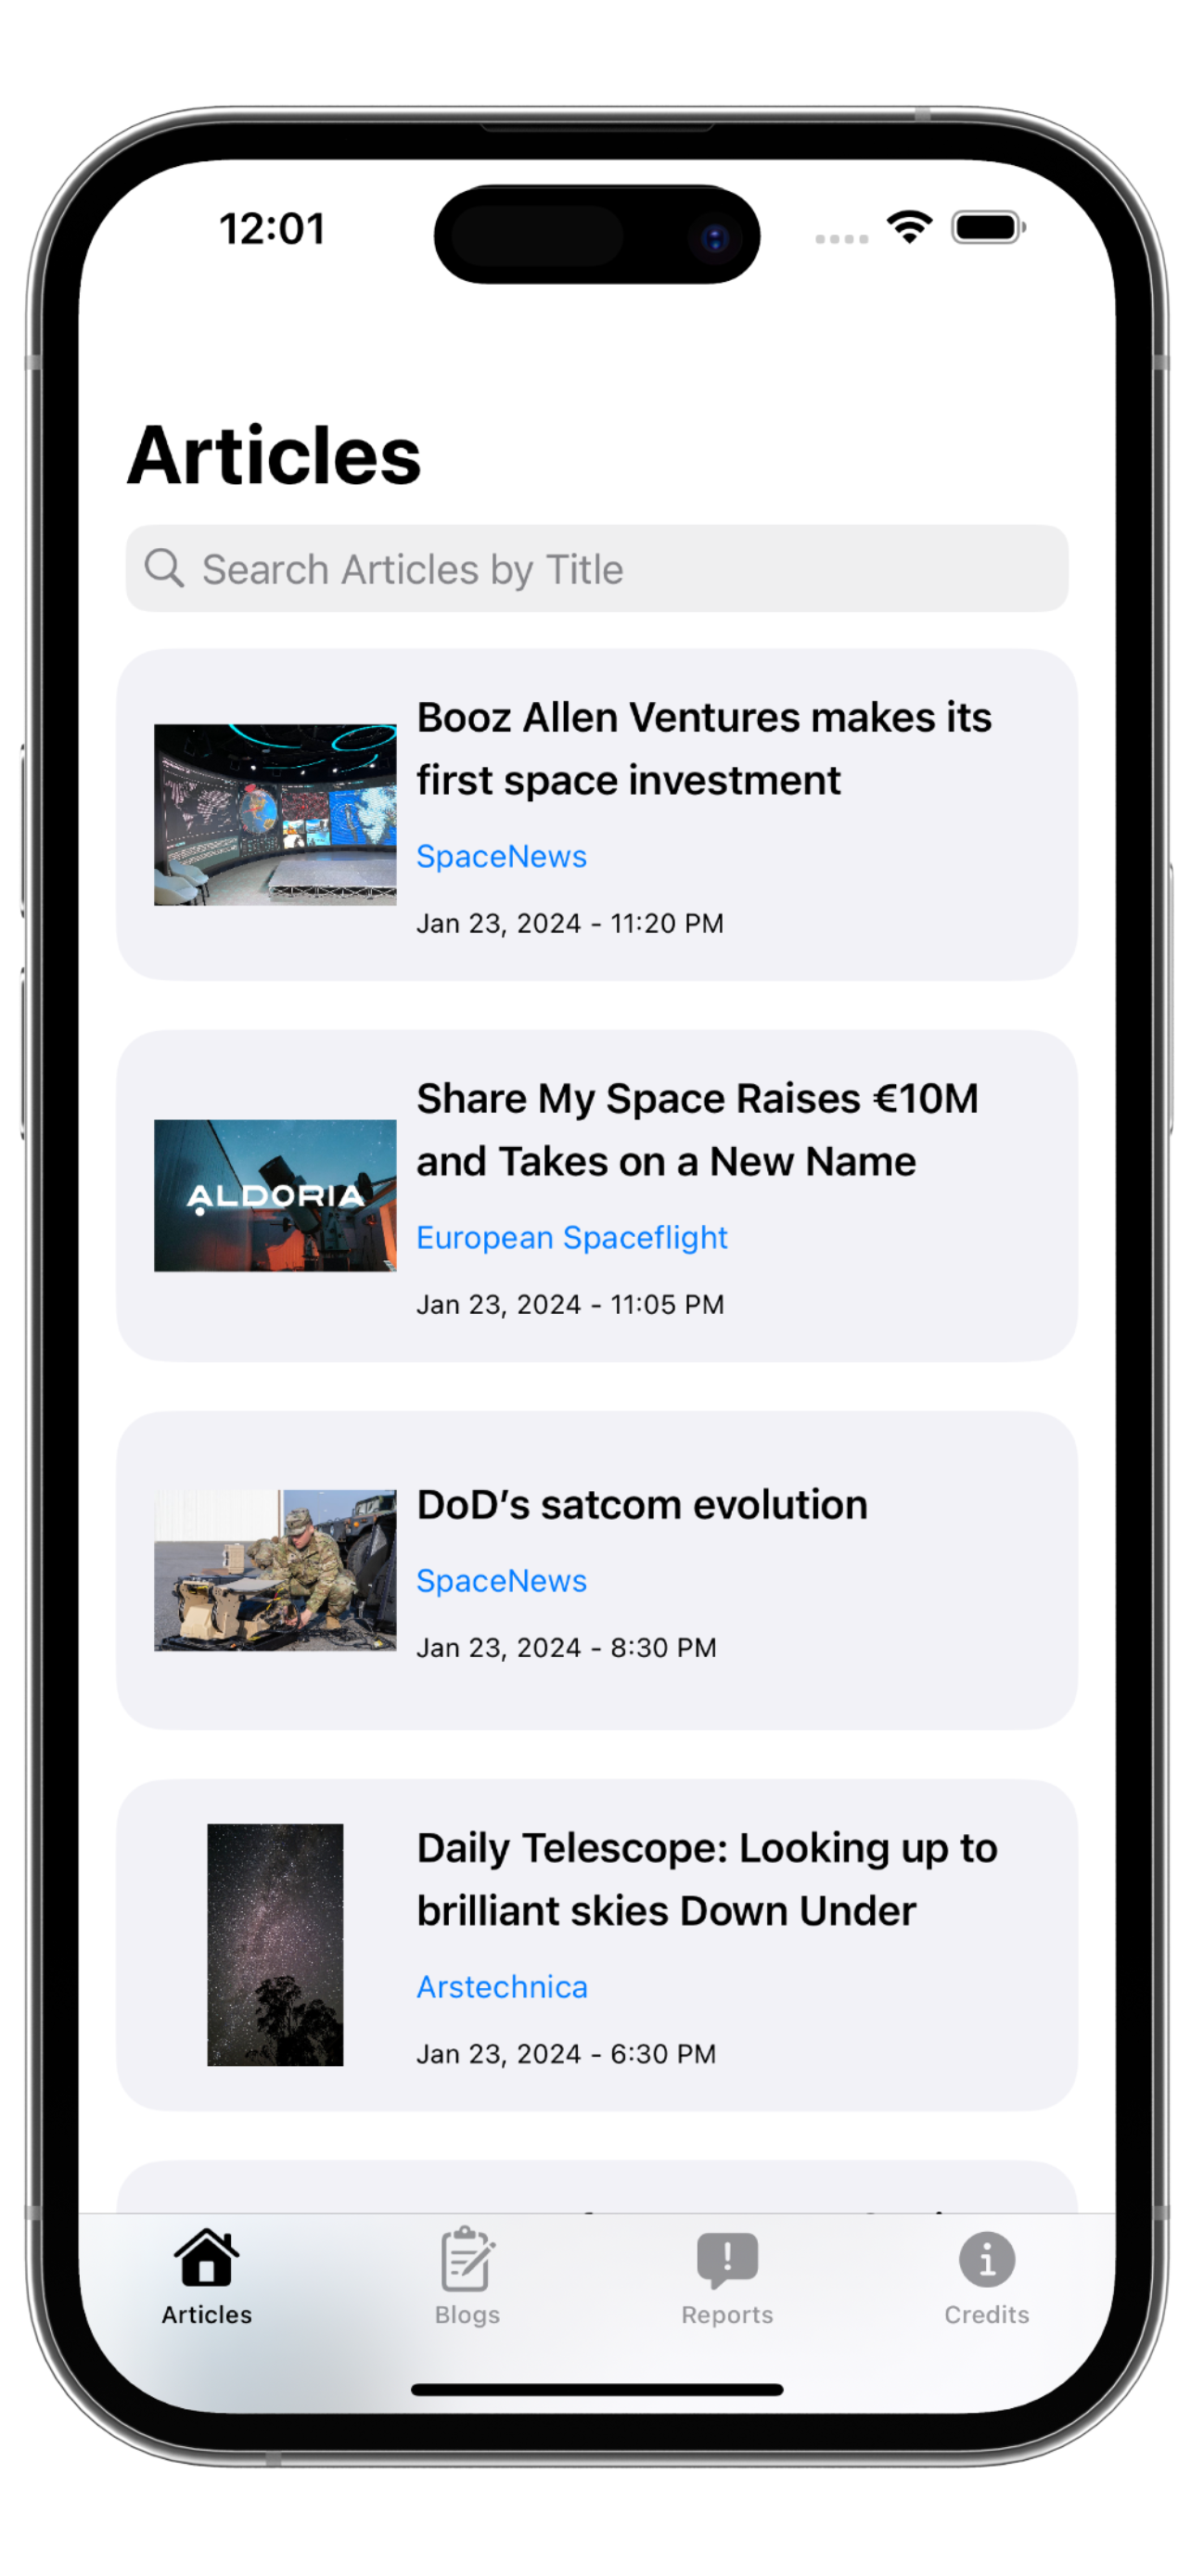 12:01
Articles
Search Articles by Title
Booz Allen Ventures makes its
first space investment
SpaceNews
Jan 23, 2024 - 11:20 PM
ALDORIA
Share My Space Raises €10M
and Takes on a New Name
European Spaceflight
Jan 23, 2024 - 11:05 PM
DoD’s satcom evolution
SpaceNews
Jan 23, 2024 - 8:30 PM
Daily Telescope: Looking up to
brilliant skies Down Under
Arstechnica
Jan 23, 2024 - 6:30 PM
Articles
Blogs
Reports
Credits